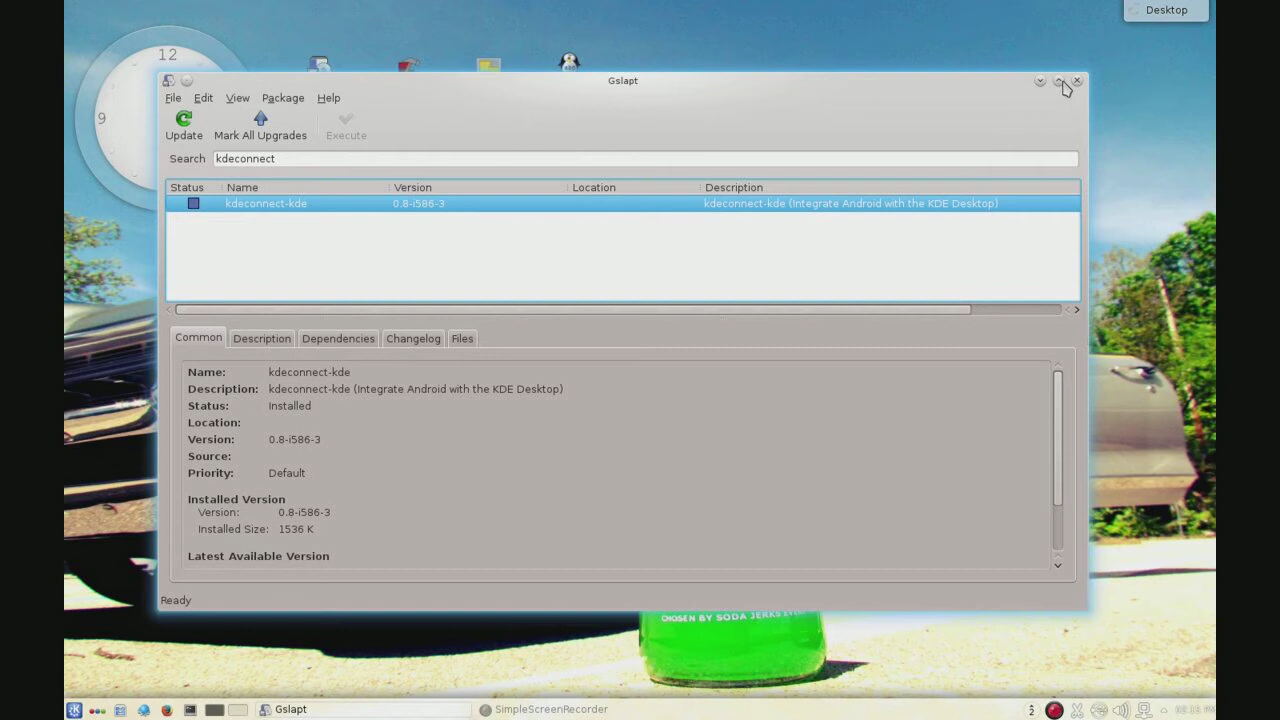 Desktop
12
9
Gslapt
File Edit View Package Help
Update Mark All Upgrades Execute
Search kdeconnect
Status Name Version Location Description
kdeconnect-kde 0.8-i586-3 kdeconnect-kde (Integrate Android with the KDE Desktop)
Common Description Dependencies Changelog Files
Name: kdeconnect-kde
Description: kdeconnect-kde (Integrate Android with the KDE Desktop)
Status: Installed
Location:
Version: 0.8-i586-3
Source:
Priority: Default
Installed Version
Version: 0.8-i586-3
Installed Size: 1536 K
Latest Available Version
Ready
CHOSEN BY SODA JERKS
Gslapt SimpleScreenRecorder 2 02:15 PM